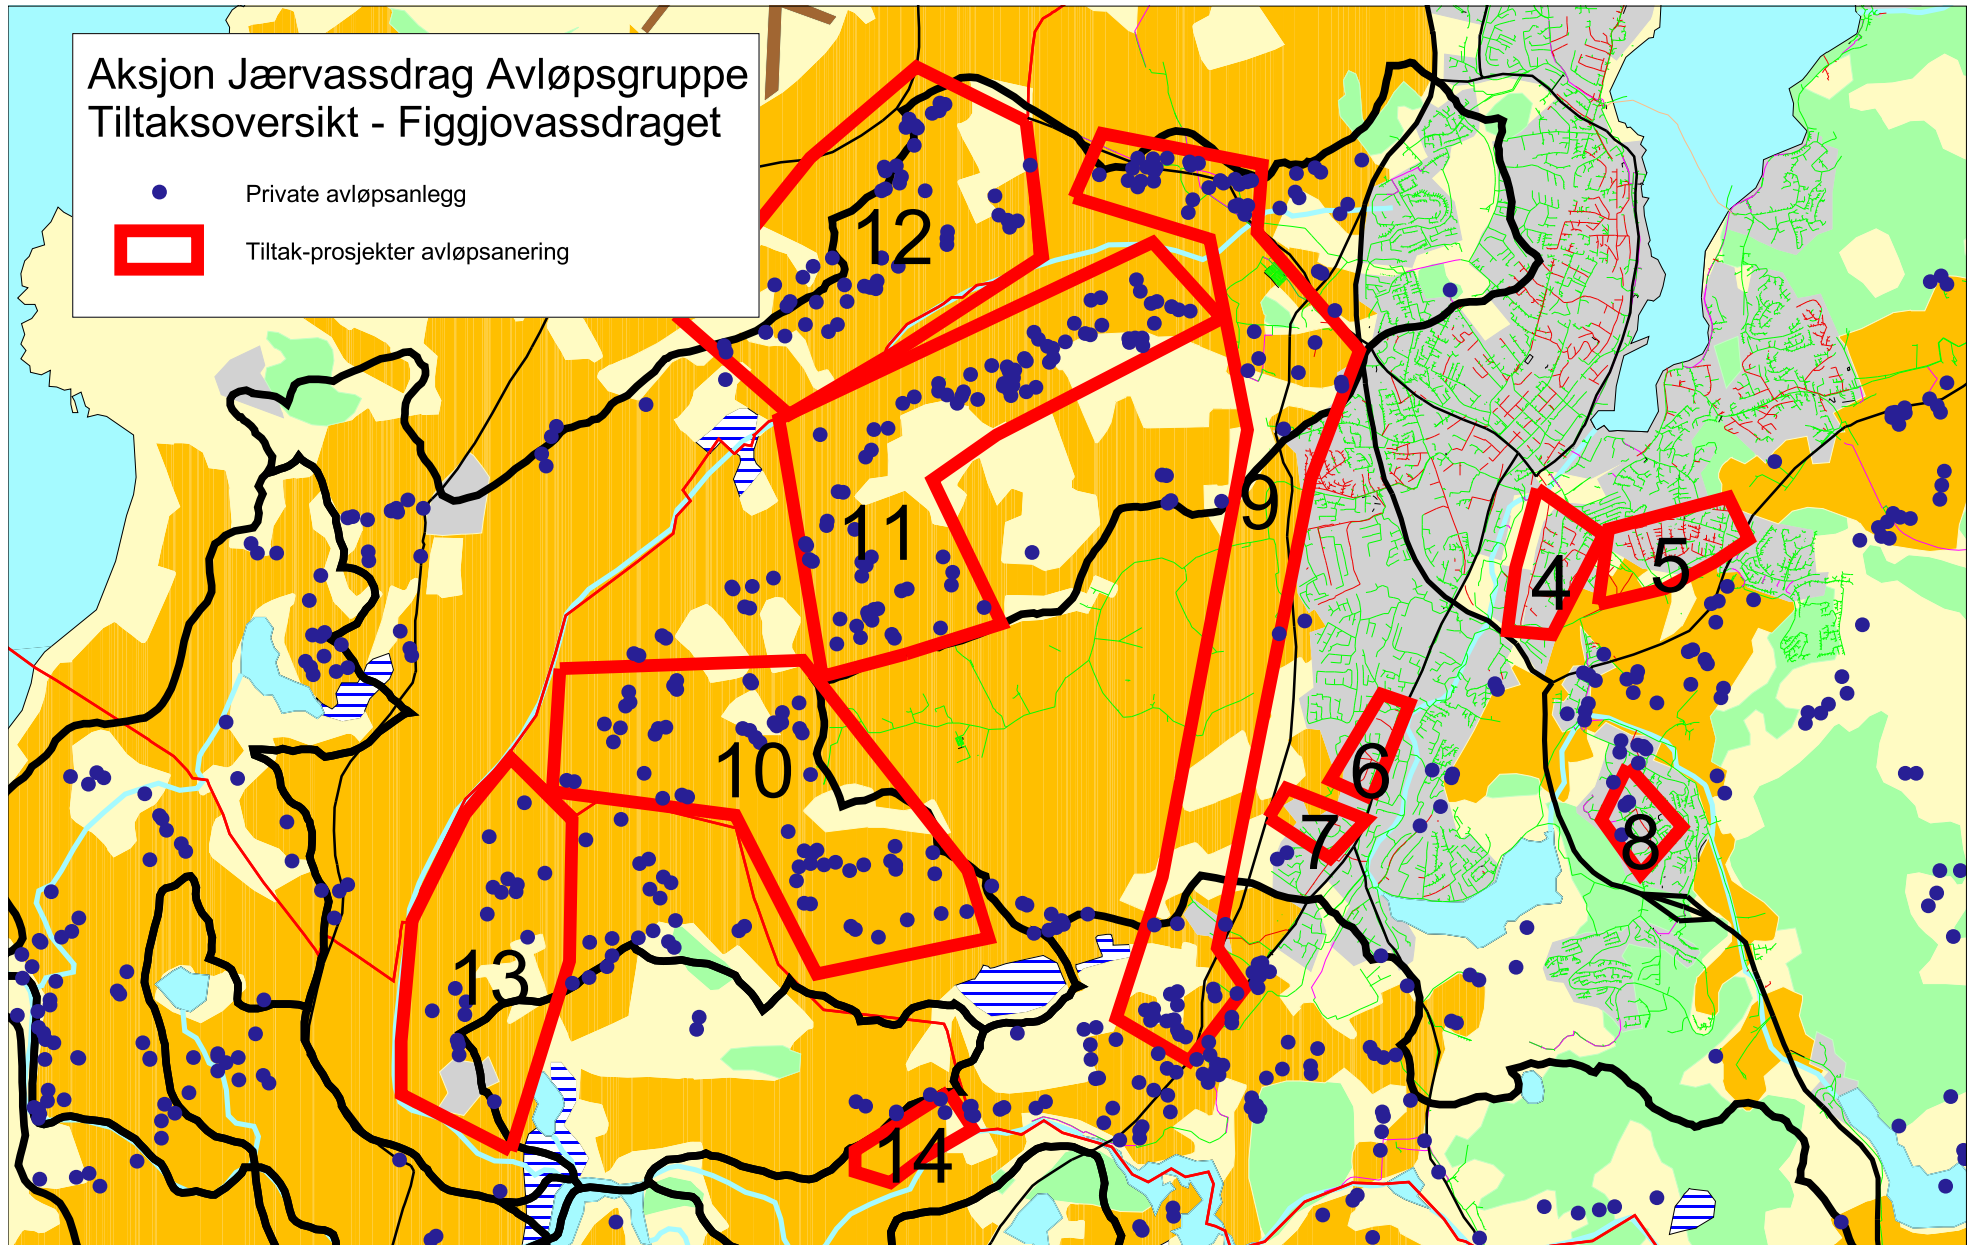 Aksjon Jærvassdrag Avløpsgruppe
Tiltaksoversikt - Figgjovassdraget
Private avløpsanlegg
Tiltak-prosjekter avløpsanering
12
9
11
4
5
10
6
7
8
13
14